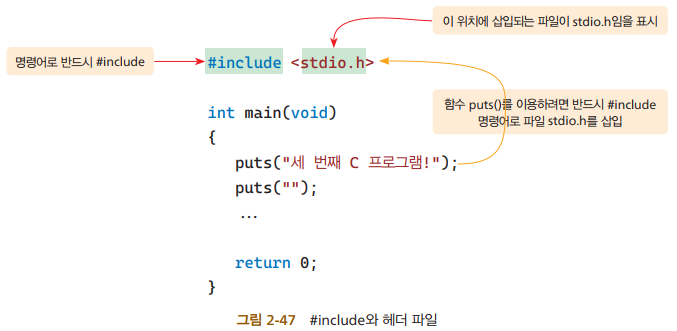 이 위치에 삽입되는 파일이 stdio.h임을 표시
명령어로 반드시 #include
#include <stdio.h>
함수 puts()를 이용하려면 반드시 #include
명령어로 파일 stdio.h를 삽입
int main(void)
{
puts("세 번째 C 프로그램!");
puts("");
...
return 0;
}
그림 2-47 #include와 헤더 파일